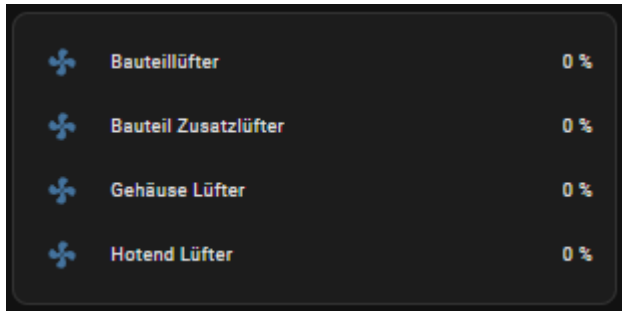 Bauteillüfter 0 %
Bauteil Zusatzlüfter 0 %
Gehäuse Lüfter 0 %
Hotend Lüfter 0 %